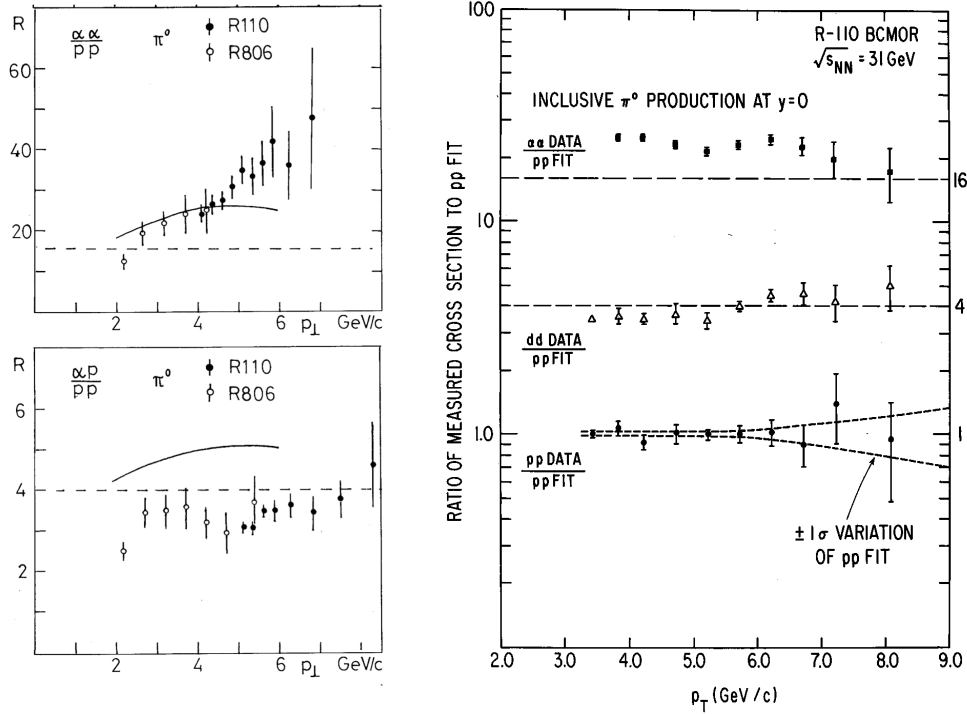 R
αα
pp
π°
R110
R806
60
40
20
2
4
6
p⊥
GeV/c
R
αp
pp
π°
R110
R806
6
4
2
2
4
6
p⊥
GeV/c
RATIO OF MEASURED CROSS SECTION TO pp FIT
100
10
1.0
R-110 BCMOR
√sNN = 31 GeV
INCLUSIVE π° PRODUCTION AT y=0
αα DATA
pp FIT
16
dd DATA
pp FIT
4
pp DATA
pp FIT
1
± 1σ VARIATION
OF pp FIT
2.0 3.0 4.0 5.0 6.0 7.0 8.0 9.0
pT (GeV/c)